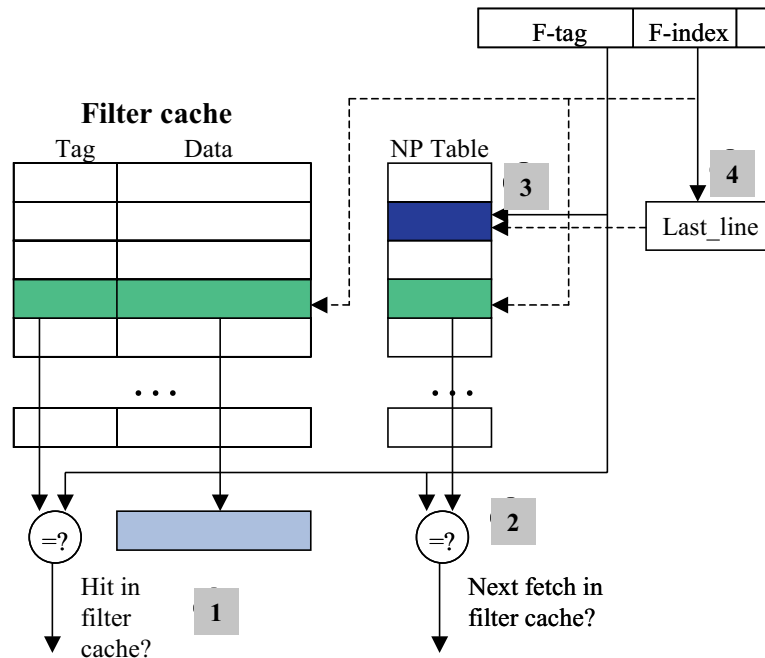 F-tag F-index
Filter cache
Tag Data NP Table
3 4
Last_line
. . . . . .
=? =? 2
Hit in
filter
cache?
1
Next fetch in
filter cache?